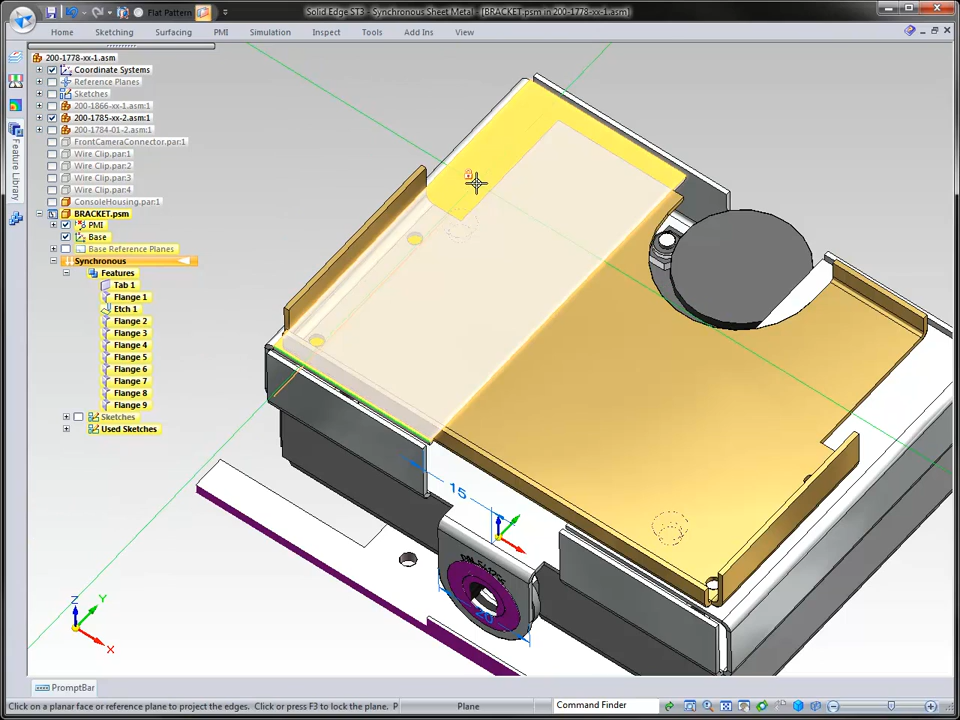 Flat Pattern
Solid Edge ST3 - Synchronous Sheet Metal - [BRACKET.psm in 200-1778-xx-1.asm]
Home Sketching Surfacing PMI Simulation Inspect Tools Add Ins View
200-1778-xx-1.asm
Coordinate Systems
Reference Planes
Sketches
200-1866-xx-1.asm:1
200-1785-xx-2.asm:1
200-1784-01-2.asm:1
FrontCameraConnector.par:1
Wire Clip.par:1
Wire Clip.par:2
Wire Clip.par:3
Wire Clip.par:4
ConsoleHousing.par:1
BRACKET.psm
PMI
Base
Base Reference Planes
Synchronous
Features
Tab 1
Flange 1
Etch 1
Flange 2
Flange 3
Flange 4
Flange 5
Flange 6
Flange 7
Flange 8
Flange 9
Sketches
Used Sketches
Feature Library
15
20
Z
Y
X
PromptBar
Click on a planar face or reference plane to project the edges. Click or press F3 to lock the plane. P
Plane
Command Finder